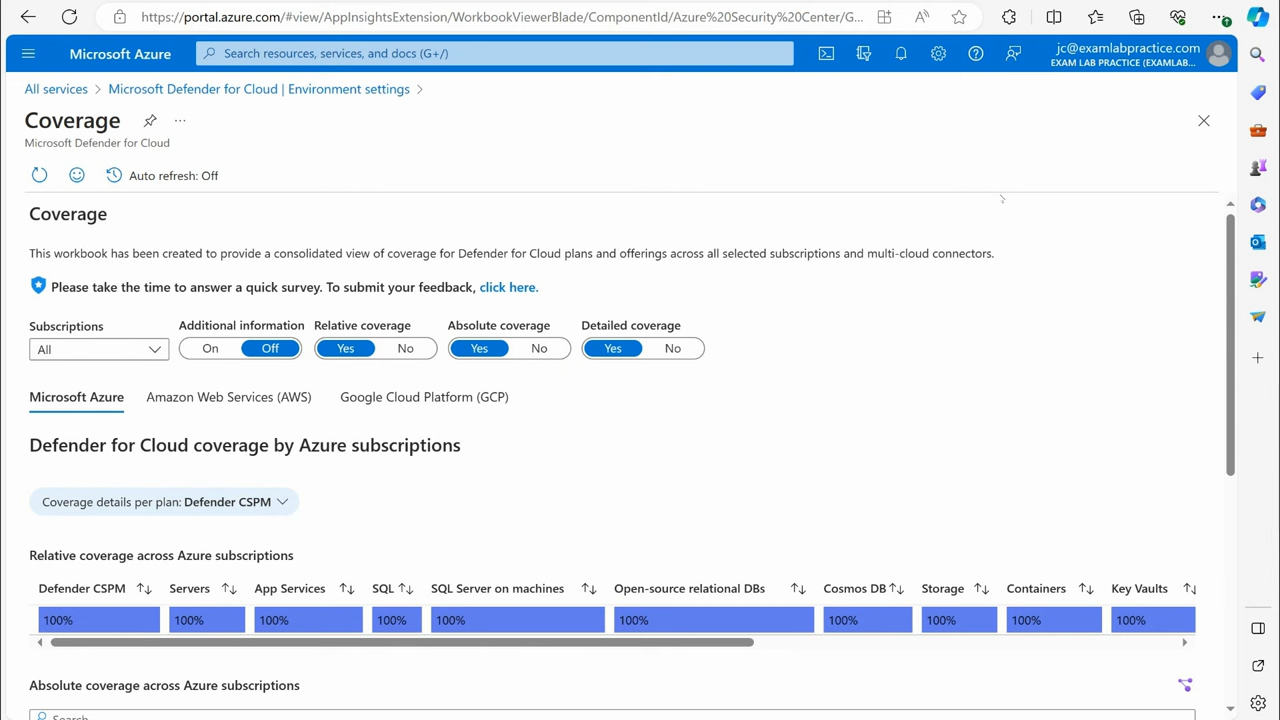 https://portal.azure.com/#view/AppInsightsExtension/WorkbookViewerBlade/ComponentId/Azure%20Security%20Center/G...
Microsoft Azure
Search resources, services, and docs (G+/)
jc@examlabpractice.com
EXAM LAB PRACTICE (EXAMLAB...
All services > Microsoft Defender for Cloud | Environment settings >
Coverage
Microsoft Defender for Cloud
Auto refresh: Off
Coverage
This workbook has been created to provide a consolidated view of coverage for Defender for Cloud plans and offerings across all selected subscriptions and multi-cloud connectors.
Please take the time to answer a quick survey. To submit your feedback, click here.
Subscriptions Additional information Relative coverage Absolute coverage Detailed coverage
All On Off Yes No Yes No Yes No
Microsoft Azure Amazon Web Services (AWS) Google Cloud Platform (GCP)
Defender for Cloud coverage by Azure subscriptions
Coverage details per plan: Defender CSPM
Relative coverage across Azure subscriptions
Defender CSPM Servers App Services SQL SQL Server on machines Open-source relational DBs Cosmos DB Storage Containers Key Vaults
100% 100% 100% 100% 100% 100% 100% 100% 100% 100%
Absolute coverage across Azure subscriptions
Search